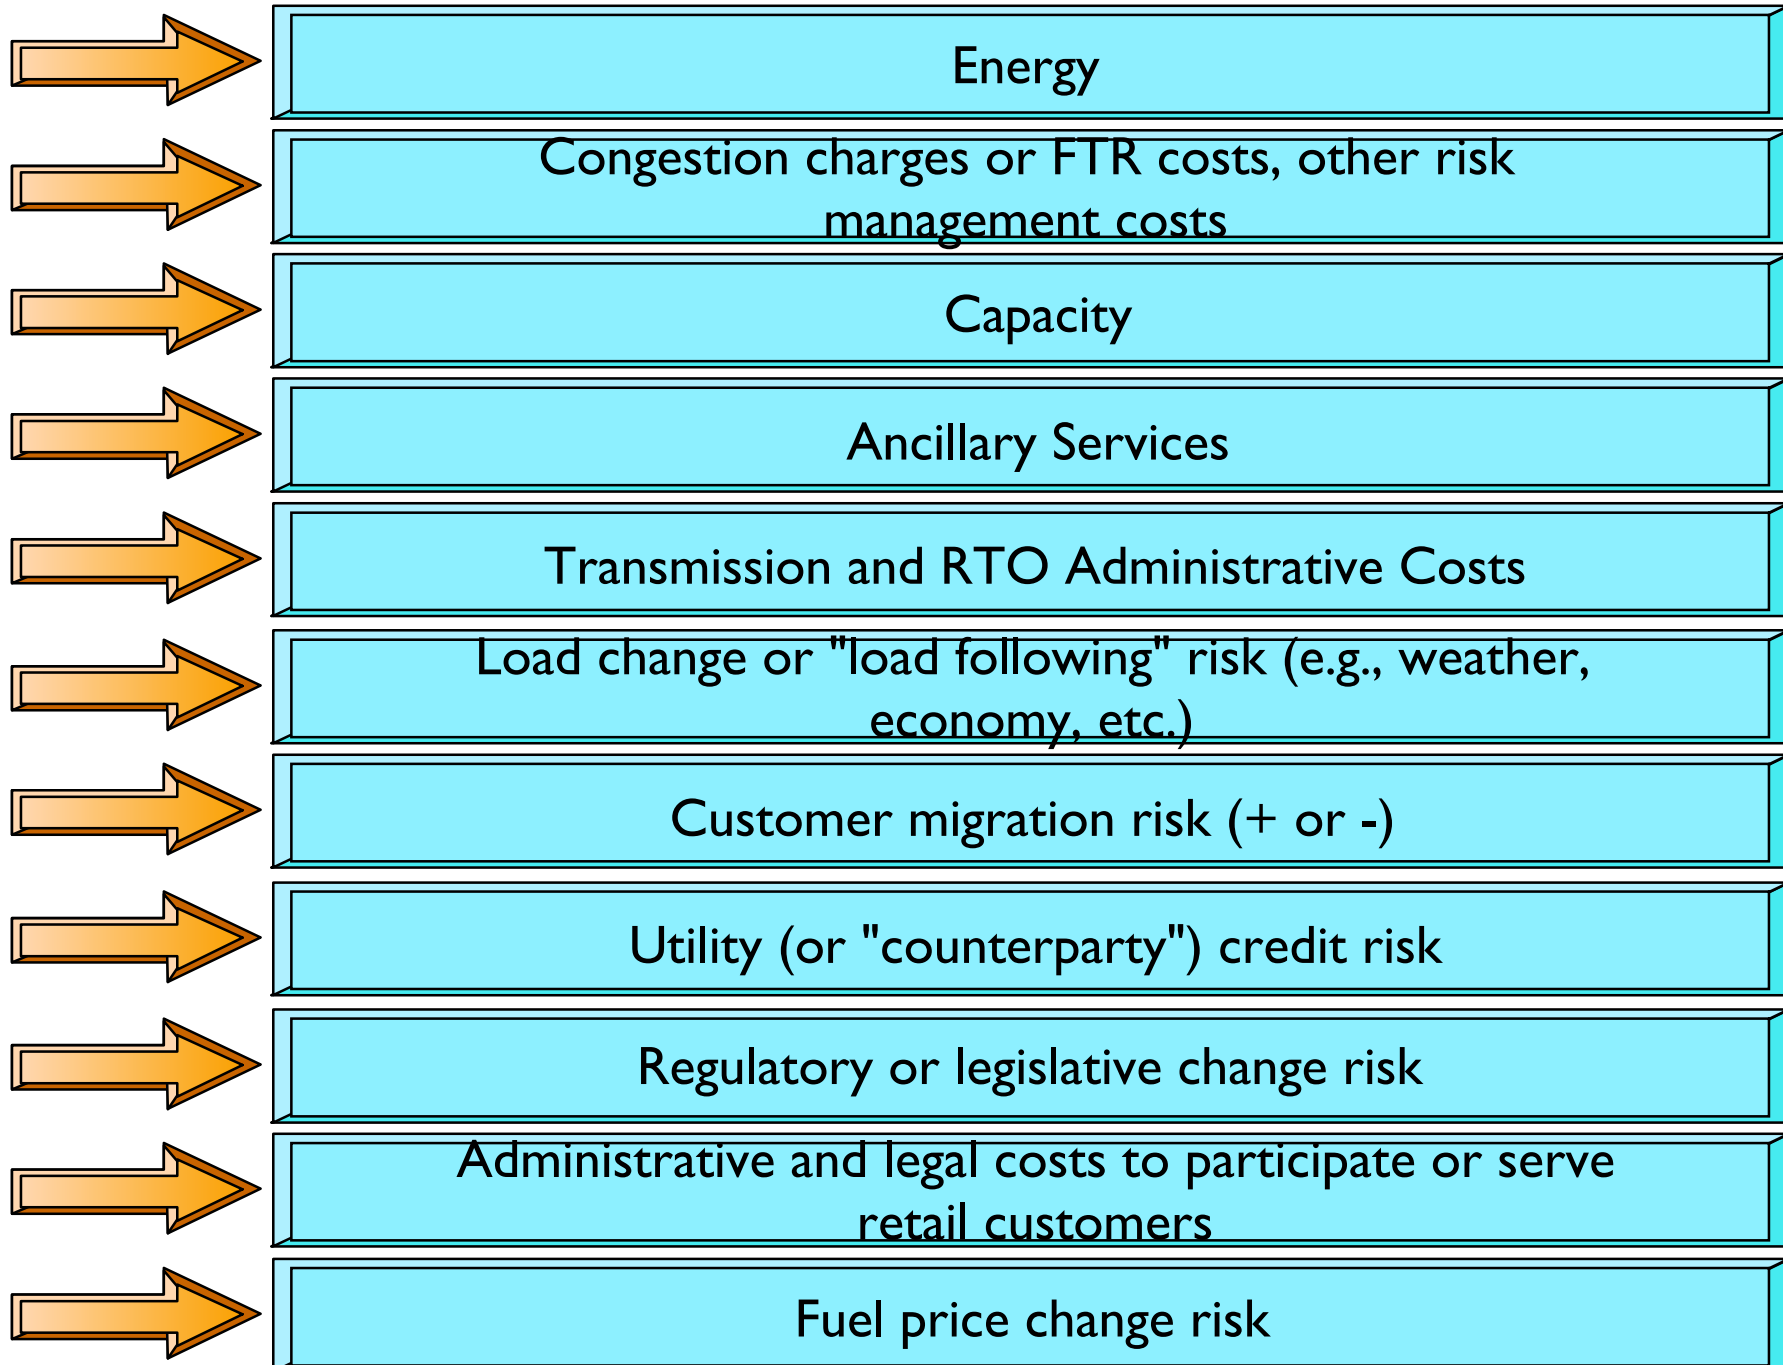 Energy
Congestion charges or FTR costs, other risk
management costs
Capacity
Ancillary Services
Transmission and RTO Administrative Costs
Load change or "load following" risk (e.g., weather,
economy, etc.)
Customer migration risk (+ or -)
Utility (or "counterparty") credit risk
Regulatory or legislative change risk
Administrative and legal costs to participate or serve
retail customers
Fuel price change risk